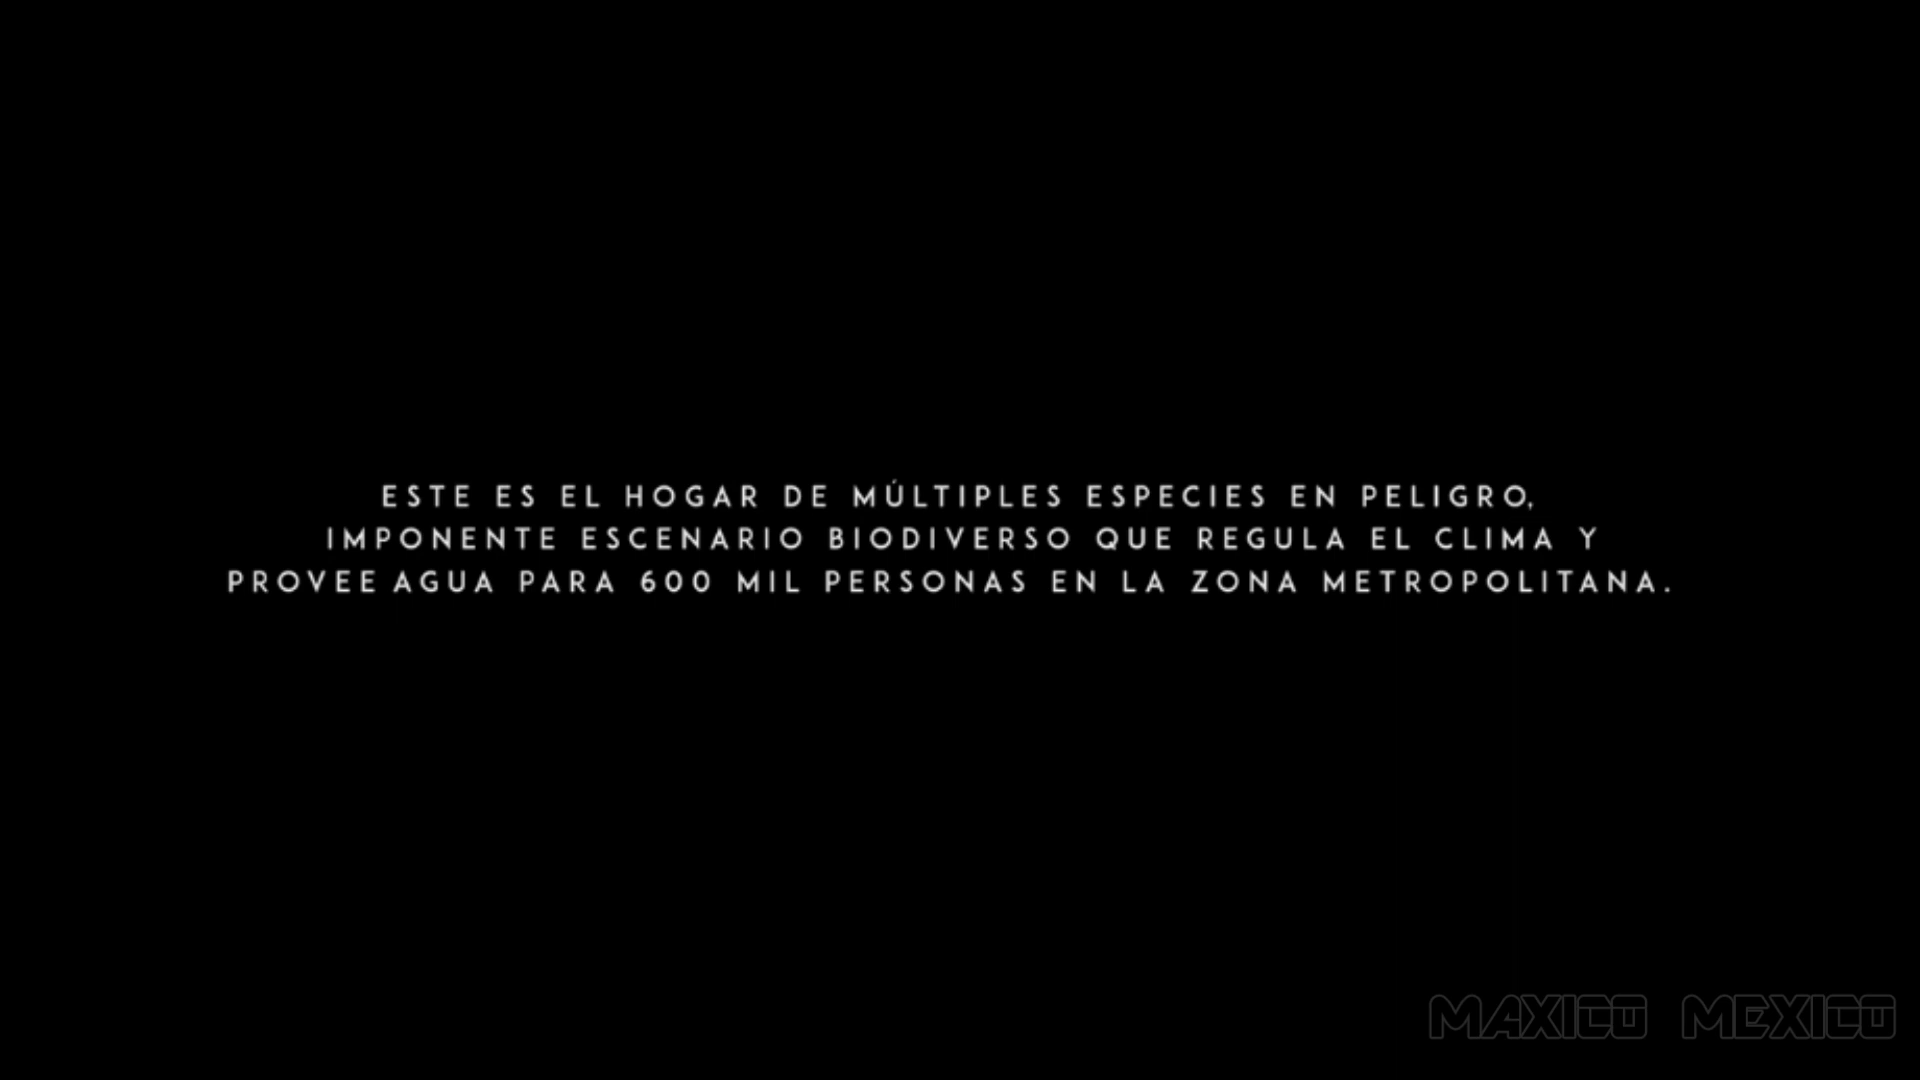 ESTE ES EL HOGAR DE MÚLTIPLES ESPECIES EN PELIGRO,
IMPONENTE ESCENARIO BIODIVERSO QUE REGULA EL CLIMA Y
PROVEE AGUA PARA 600 MIL PERSONAS EN LA ZONA METROPOLITANA.
MAXICO MEXICO